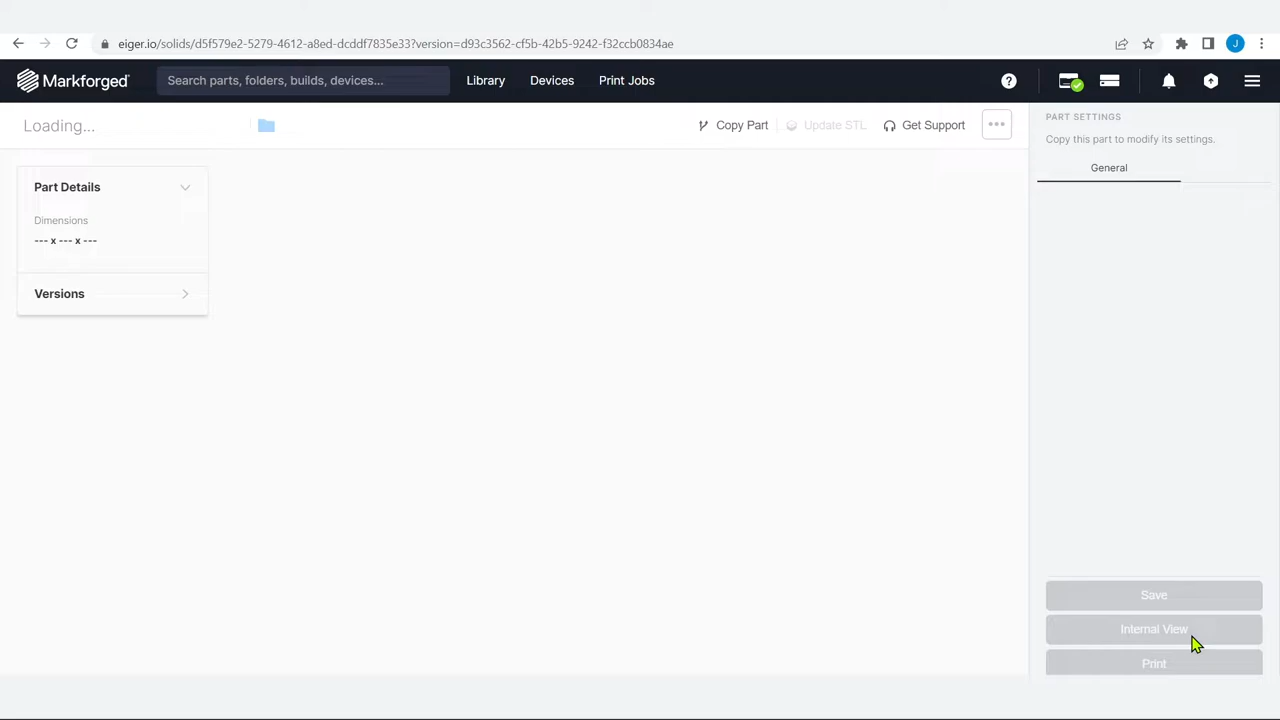 eiger.io/solids/d5f579e2-5279-4612-a8ed-dcddf7835e33?version=d93c3562-cf5b-42b5-9242-f32ccb0834ae
J
Markforged
Search parts, folders, builds, devices...
Library
Devices
Print Jobs
Loading...
Copy Part
Update STL
Get Support
PART SETTINGS
Copy this part to modify its settings.
General
Part Details
Dimensions
--- x --- x ---
Versions
Save
Internal View
Print